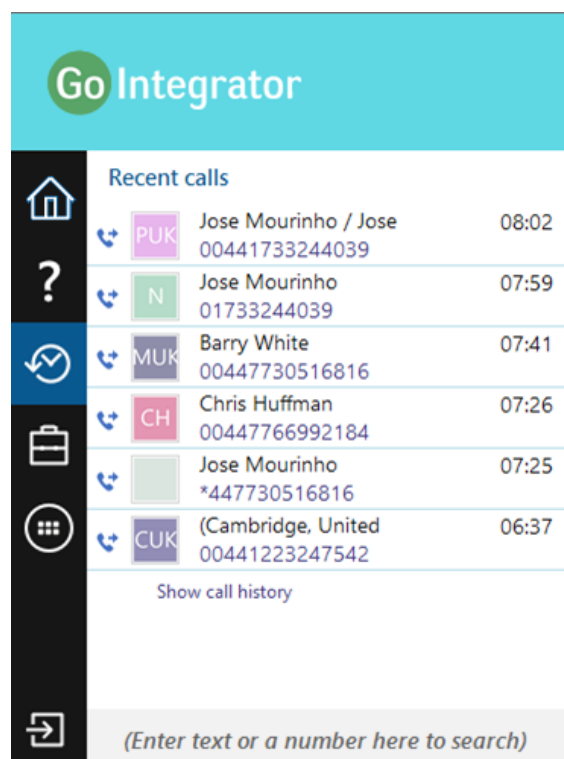 Go Integrator
Recent calls
PUK Jose Mourinho / Jose 08:02
00441733244039
N Jose Mourinho 07:59
01733244039
MUK Barry White 07:41
00447730516816
CH Chris Huffman 07:26
00447766992184
Jose Mourinho 07:25
*447730516816
CUK (Cambridge, United 06:37
00441223247542
Show call history
?
(Enter text or a number here to search)